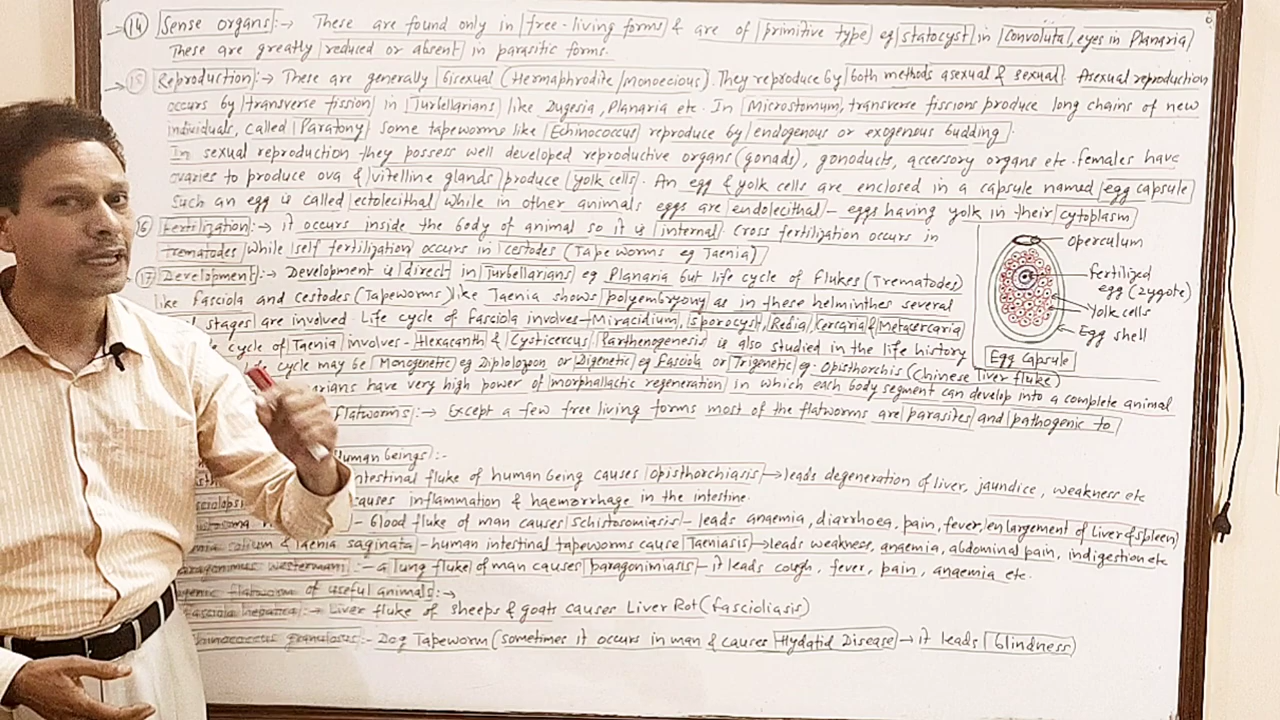 (14) Sense organs:→ These are found only in free-living forms & are of primitive type eg statocyst in Convoluta, eyes in Planaria
These are greatly reduced or absent in parasitic forms.
(15) Reproduction:→ These are generally bisexual (Hermaphrodite/monoecious). They reproduce by both methods asexual & sexual. Asexual reproduction
occurs by transverse fission in Turbellarians like Dugesia, Planaria etc. In Microstomum, transverse fissions produce long chains of new
individuals, called Paratony Some tapeworms like Echinococcus reproduce by endogenous or exogenous budding.
In sexual reproduction they possess well developed reproductive organs (gonads), gonoducts, accessory organs etc. females have
ovaries to produce ova & vitelline glands produce yolk cells. An egg & yolk cells are enclosed in a capsule named egg capsule
Such an egg is called ectolecithal while in other animals eggs are endolecithal - eggs having yolk in their cytoplasm
16) Fertilization:→ it occurs inside the body of animal so it is internal. Cross fertilization occurs in
Trematodes while self fertilization occurs in cestodes (Tape worms eg Taenia)
(17) Development:→ Development is direct in Turbellarians eg Planaria but life cycle of Flukes (Trematodes)
like Fasciola and cestodes (Tapeworms) like Taenia shows polyembryony as in these helminthes several
stages are involved. Life cycle of fasciola involves - Miracidium, Sporocyst, Redia, Cercaria & Metacercaria
cycle of Taenia involves - Hexacanth & Cysticercus Parthenogenesis is also studied in the life history
cycle may be Monogenetic eg Diplolozoon or Digenetic eg Fasciola or Trigenetic eg. Opisthorchis (Chinese liver fluke)
arians have very high power of morphallactic regeneration in which each body segment can develop into a complete animal
Flatworms:→ Except a few free living forms most of the flatworms are parasites and pathogenic to
Human beings:-
ntestinal fluke of human being causes opisthorchiasis → leads degeneration of liver, jaundice, weakness etc
causes inflammation & haemorrhage in the intestine.
- Blood fluke of man causes schistosomiasis - leads anaemia, diarrhoea, pain, fever, enlargement of liver & spleen)
solium & Taenia saginata - human intestinal tapeworms cause Taeniasis → leads weakness, anaemia, abdominal pain, indigestion etc
westermani :- a lung fluke of man causes paragonimiasis - it leads cough, fever, pain, anaemia etc.
flatworm of useful animals:→
Fasciola hepatica:→ Liver fluke of sheeps & goats causes Liver Rot (fascioliasis)
granulosus:- Dog Tapeworm (sometimes it occur in man & causes Hydatid Disease → it leads blindness)
operculum
fertilized
egg (zygote)
Yolk cells
Egg shell
Egg Capsule